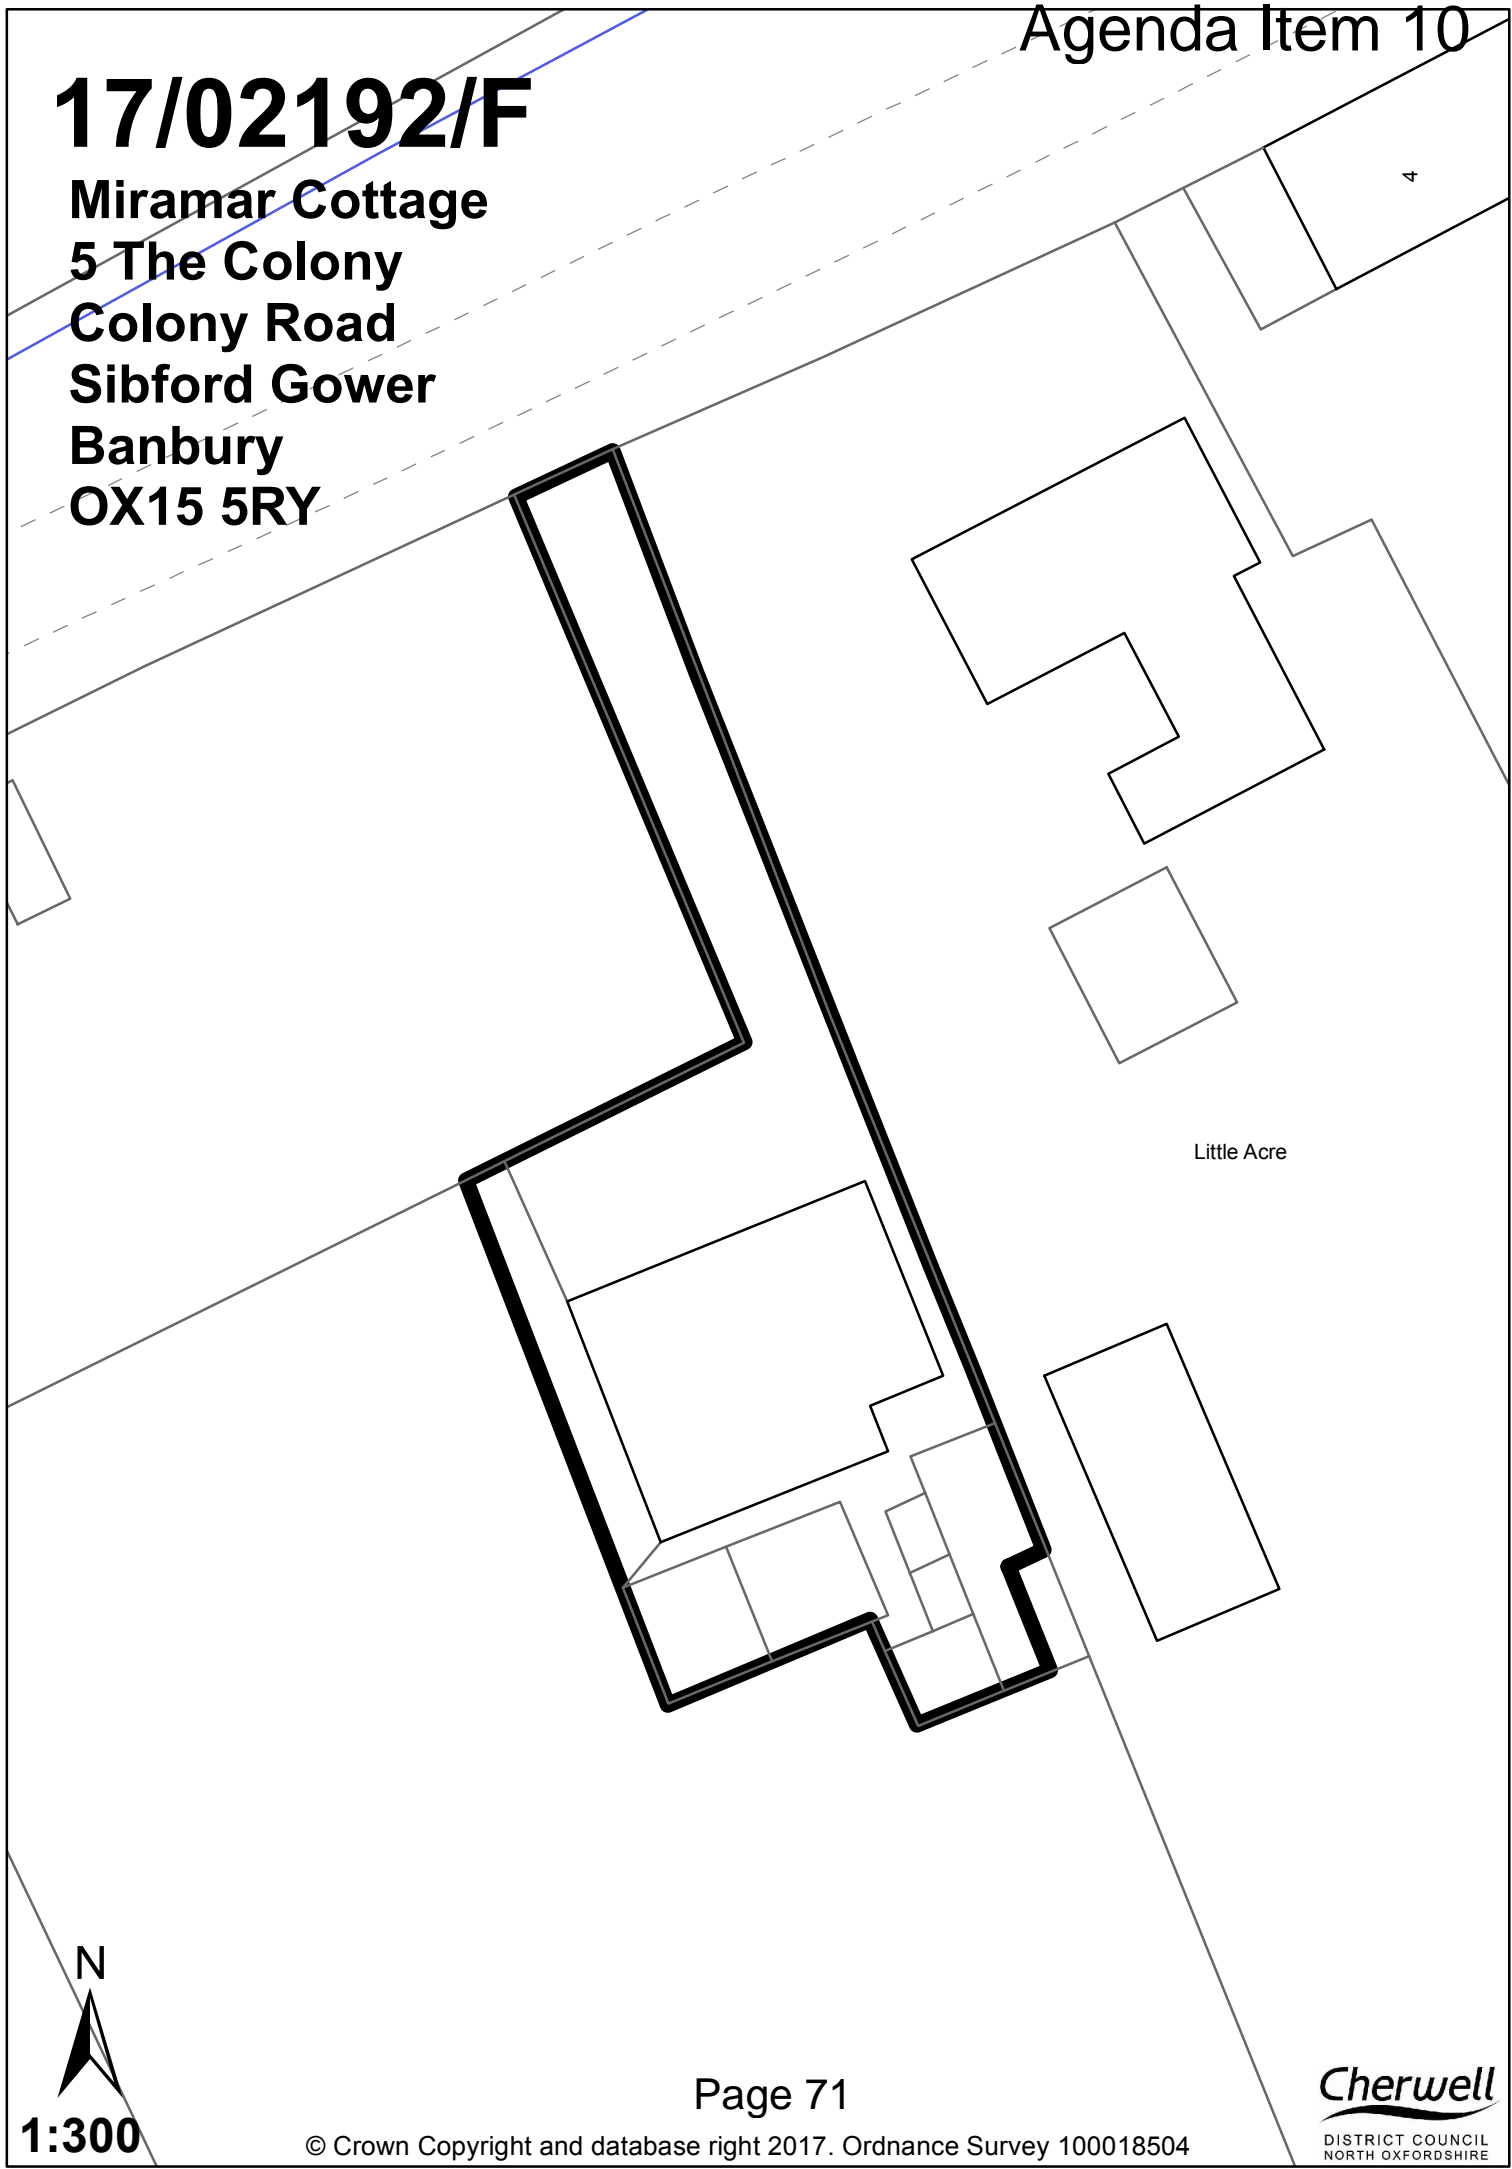 Agenda Item 10
17/02192/F
Miramar Cottage
5 The Colony
Colony Road
Sibford Gower
Banbury
OX15 5RY
4
Little Acre
N
1:300
Page 71
© Crown Copyright and database right 2017. Ordnance Survey 100018504
Cherwell
DISTRICT COUNCIL
NORTH OXFORDSHIRE